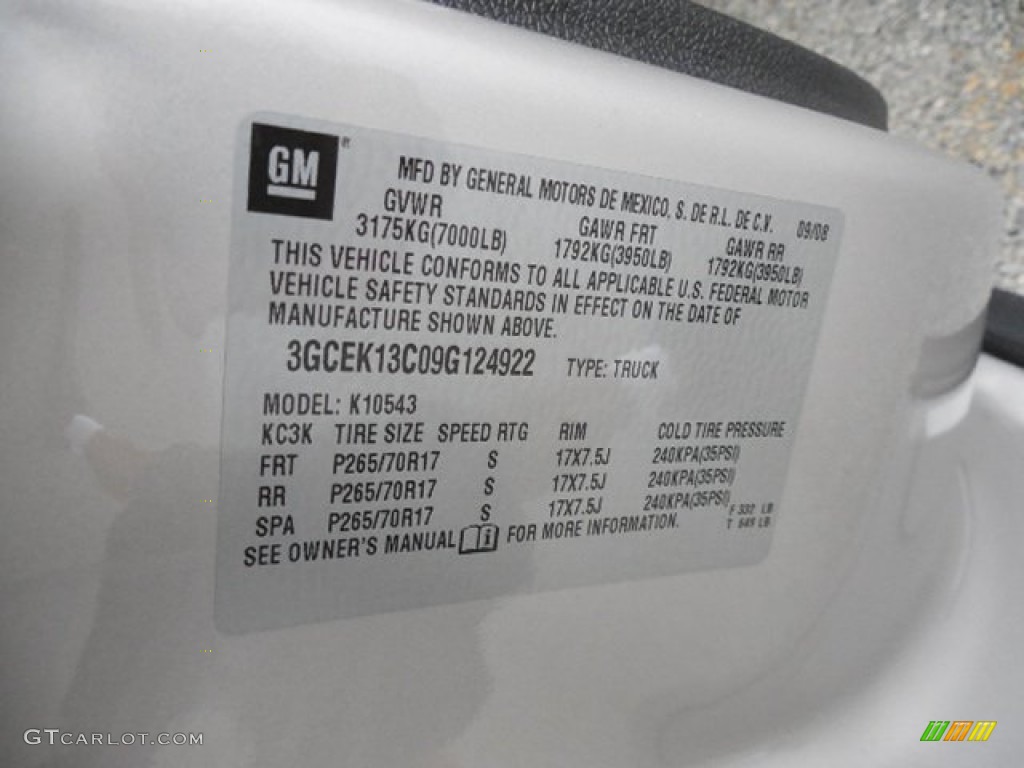 GM ®
MFD BY GENERAL MOTORS DE MEXICO, S. DE R.L. DE C.V. 09/08
GVWR GAWR FRT GAWR RR
3175KG(7000LB) 1792KG(3950LB) 1792KG(3950LB)
THIS VEHICLE CONFORMS TO ALL APPLICABLE U.S. FEDERAL MOTOR
VEHICLE SAFETY STANDARDS IN EFFECT ON THE DATE OF
MANUFACTURE SHOWN ABOVE.
3GCEK13C09G124922 TYPE: TRUCK
MODEL: K10543
KC3K TIRE SIZE SPEED RTG RIM COLD TIRE PRESSURE
FRT P265/70R17 S 17X7.5J 240KPA(35PSI)
RR P265/70R17 S 17X7.5J 240KPA(35PSI)
SPA P265/70R17 S 17X7.5J 240KPA(35PSI)
F 332 LB
T LB
SEE OWNER'S MANUAL i FOR MORE INFORMATION.
GTCARLOT.COM